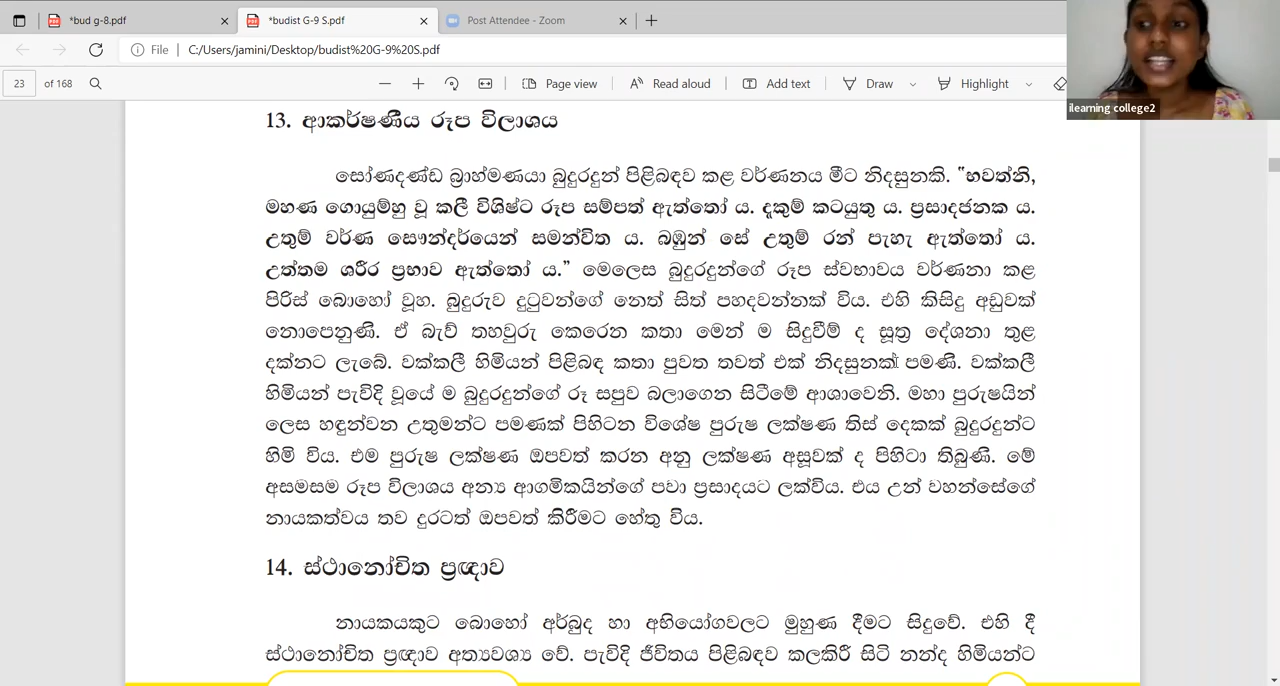 *bud g-8.pdf
*budist G-9 S.pdf
Post Attendee - Zoom
File
C:/Users/jamini/Desktop/budist%20G-9%20S.pdf
23 of 168
Page view
Read aloud
Add text
Draw
Highlight
ilearning college2
13. ආකර්ෂණීය රූප විලාශය
සෝණදණ්ඩ බ්‍රාහ්මණයා බුදුරදුන් පිළිබඳව කළ වර්ණනය මීට නිදසුනකි. "භවත්නි,
මහණ ගොයුම්හු වූ කලී විශිෂ්ට රූප සම්පත් ඇත්තෝ ය. දැකුම් කටයුතු ය. ප්‍රසාදජනක ය.
උතුම් වර්ණ සෞන්දර්යෙන් සමන්විත ය. බඹුන් සේ උතුම් රන් පැහැ ඇත්තෝ ය.
උත්තම ශරීර ප්‍රභාව ඇත්තෝ ය." මෙලෙස බුදුරදුන්ගේ රූප ස්වභාවය වර්ණනා කළ
පිරිස් බොහෝ වූහ. බුදුරුව දුටුවන්ගේ නෙත් සිත් පහදවන්නක් විය. එහි කිසිදු අඩුවක්
නොපෙනුණි. ඒ බැව් තහවුරු කෙරෙන කතා මෙන් ම සිදුවීම් ද සූත්‍ර දේශනා තුළ
දක්නට ලැබේ. වක්කලී හිමියන් පිළිබඳ කතා පුවත තවත් එක් නිදසුනක් පමණි. වක්කලී
හිමියන් පැවිදි වූයේ ම බුදුරදුන්ගේ රූ සපුව බලාගෙන සිටීමේ ආශාවෙනි. මහා පුරුෂයින්
ලෙස හඳුන්වන උතුමන්ට පමණක් පිහිටන විශේෂ පුරුෂ ලක්ෂණ තිස් දෙකක් බුදුරදුන්ට
හිමි විය. එම පුරුෂ ලක්ෂණ ඔපවත් කරන අනු ලක්ෂණ අසූවක් ද පිහිටා තිබුණි. මේ
අසමසම රූප විලාශය අන්‍ය ආගමිකයින්ගේ පවා ප්‍රසාදයට ලක්විය. එය උන් වහන්සේගේ
නායකත්වය තව දුරටත් ඔපවත් කිරීමට හේතු විය.
14. ස්ථානෝචිත ප්‍රඥාව
නායකයකුට බොහෝ අර්බුද හා අභියෝගවලට මුහුණ දීමට සිදුවේ. එහි දී
ස්ථානෝචිත ප්‍රඥාව අත්‍යවශ්‍ය වේ. පැවිදි ජීවිතය පිළිබඳව කලකිරී සිටි නන්ද හිමියන්ට